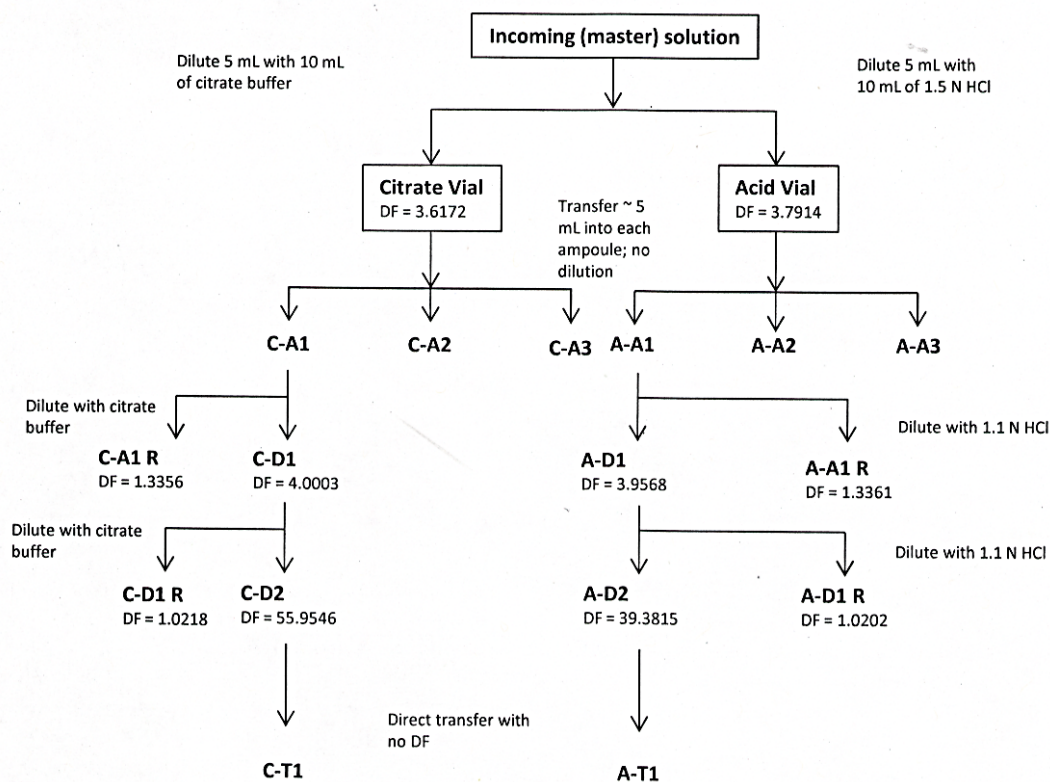 Incoming (master) solution
Dilute 5 mL with 10 mL
of citrate buffer
Dilute 5 mL with
10 mL of 1.5 N HCl
Citrate Vial
DF = 3.6172
Transfer ~ 5
mL into each
ampoule; no
dilution
Acid Vial
DF = 3.7914
C-A1
C-A2
C-A3
A-A1
A-A2
A-A3
Dilute with citrate
buffer
Dilute with 1.1 N HCl
C-A1 R
DF = 1.3356
C-D1
DF = 4.0003
A-D1
DF = 3.9568
A-A1 R
DF = 1.3361
Dilute with citrate
buffer
Dilute with 1.1 N HCl
C-D1 R
DF = 1.0218
C-D2
DF = 55.9546
A-D2
DF = 39.3815
A-D1 R
DF = 1.0202
Direct transfer with
no DF
C-T1
A-T1